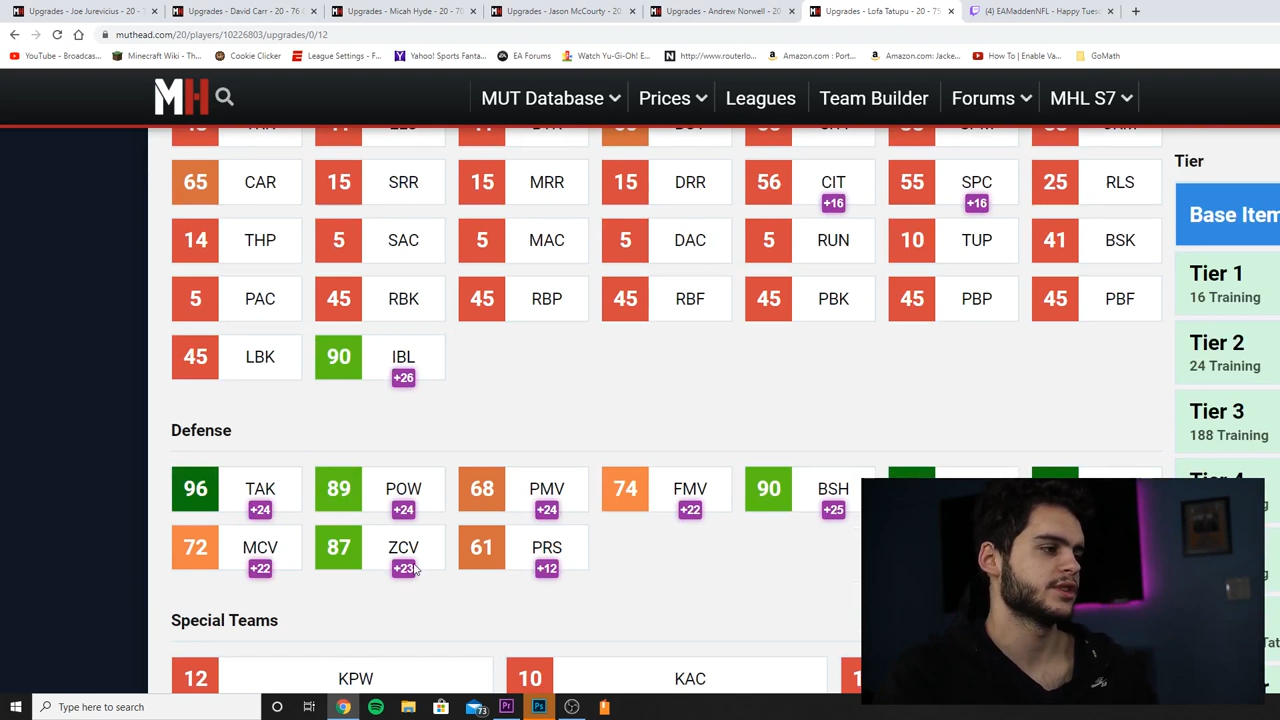 Upgrades - Joe Jurevicius - 20 - 7
Upgrades - David Carr - 20 - 76 O
Upgrades - Micah Hyde - 20 - 70
Upgrades - Jason McCourty - 20
Upgrades - Andrew Norwell - 20
Upgrades - Lofa Tatupu - 20 - 75
(4) EAMaddenNFL - Happy Tues
muthead.com/20/players/10226803/upgrades/0/12
YouTube - Broadcas...
Minecraft Wiki - Th...
Cookie Clicker
League Settings - F...
Yahoo! Sports Fanta...
EA Forums
Watch Yu-Gi-Oh! E...
http://www.routerlo...
Amazon.com : Port...
Amazon.com: Jacke...
How To | Enable Va...
GoMath
MH
MUT Database
Prices
Leagues
Team Builder
Forums
MHL S7
65 CAR
15 SRR
15 MRR
15 DRR
56 CIT +16
55 SPC +16
25 RLS
14 THP
5 SAC
5 MAC
5 DAC
5 RUN
10 TUP
41 BSK
5 PAC
45 RBK
45 RBP
45 RBF
45 PBK
45 PBP
45 PBF
45 LBK
90 IBL +26
Defense
96 TAK +24
89 POW +24
68 PMV +24
74 FMV +22
90 BSH +25
72 MCV +22
87 ZCV +23
61 PRS +12
Special Teams
12 KPW
10 KAC
Tier
Base Item
Tier 1
16 Training
Tier 2
24 Training
Tier 3
188 Training
Type here to search
73
Pr
Ps